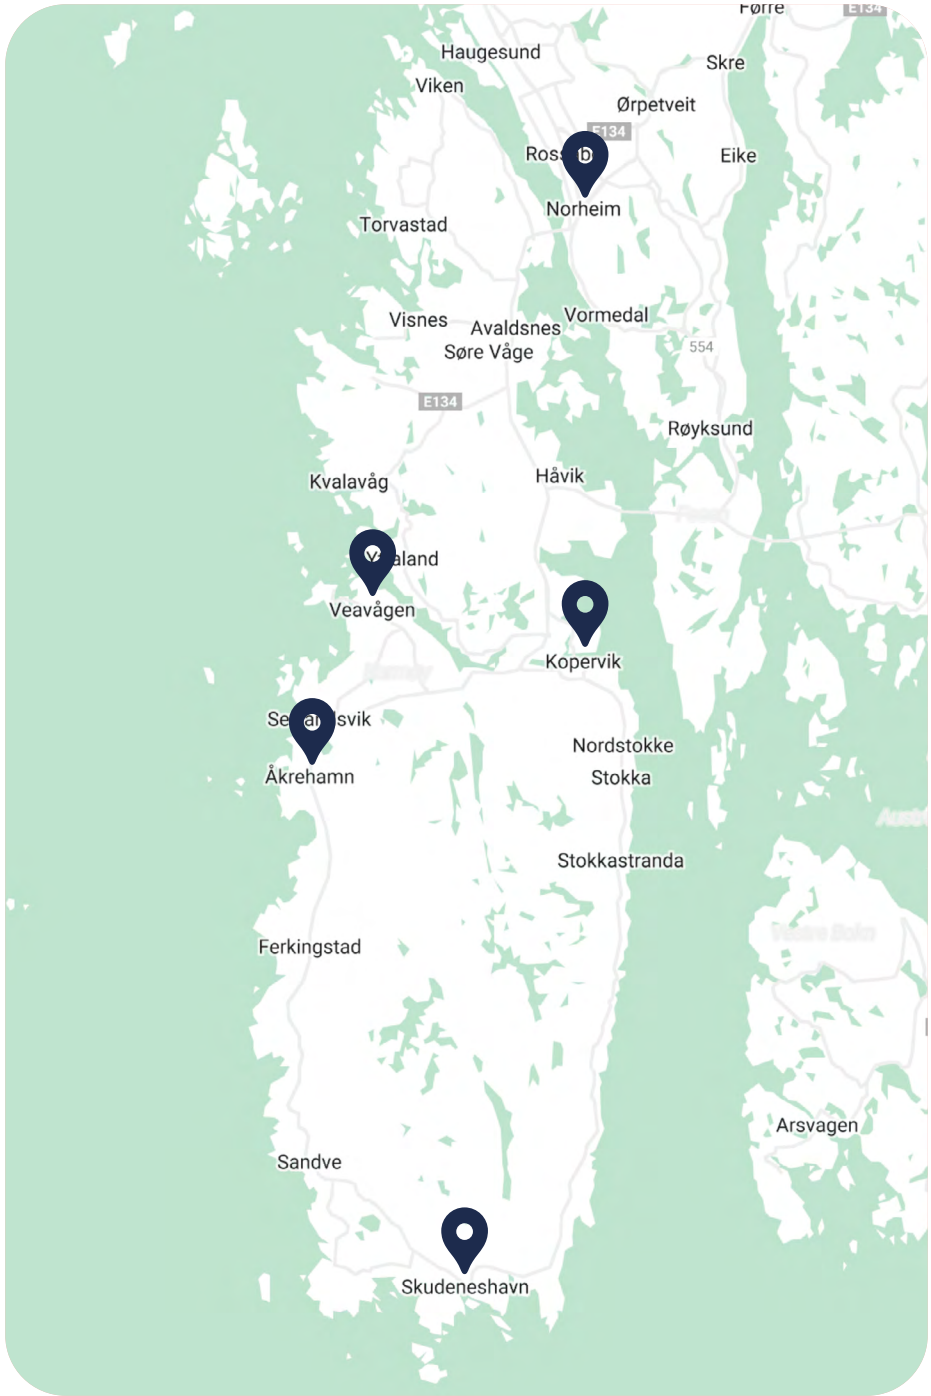 Førre
E134
Haugesund
Skre
Viken
Ørpetveit
E134
Eike
Norheim
Torvastad
Vormedal
Visnes
Avaldsnes
Søre Våge
554
E134
Røyksund
Håvik
Kvalavåg
Veavågen
Kopervik
Åkrehamn
Nordstokke
Stokka
Stokkastranda
Ferkingstad
Arsvagen
Sandve
Skudeneshavn